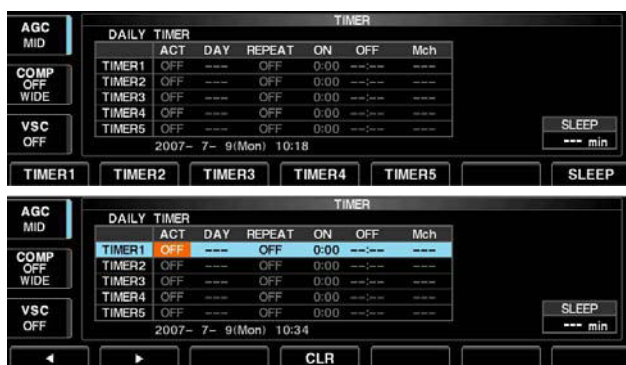 TIMER
AGC
MID
DAILY TIMER
ACT DAY REPEAT ON OFF Mch
TIMER1 OFF --- OFF 0:00 --:-- ---
COMP
OFF
WIDE
TIMER2 OFF --- OFF 0:00 --:-- ---
TIMER3 OFF --- OFF 0:00 --:-- ---
TIMER4 OFF --- OFF 0:00 --:-- ---
VSC
OFF
TIMER5 OFF --- OFF 0:00 --:-- ---
SLEEP
--- min
2007- 7- 9(Mon) 10:18
TIMER1 TIMER2 TIMER3 TIMER4 TIMER5 SLEEP
TIMER
AGC
MID
DAILY TIMER
ACT DAY REPEAT ON OFF Mch
TIMER1 OFF --- OFF 0:00 --:-- ---
COMP
OFF
WIDE
TIMER2 OFF --- OFF 0:00 --:-- ---
TIMER3 OFF --- OFF 0:00 --:-- ---
TIMER4 OFF --- OFF 0:00 --:-- ---
VSC
OFF
TIMER5 OFF --- OFF 0:00 --:-- ---
SLEEP
--- min
2007- 7- 9(Mon) 10:34
◀ ▶ CLR